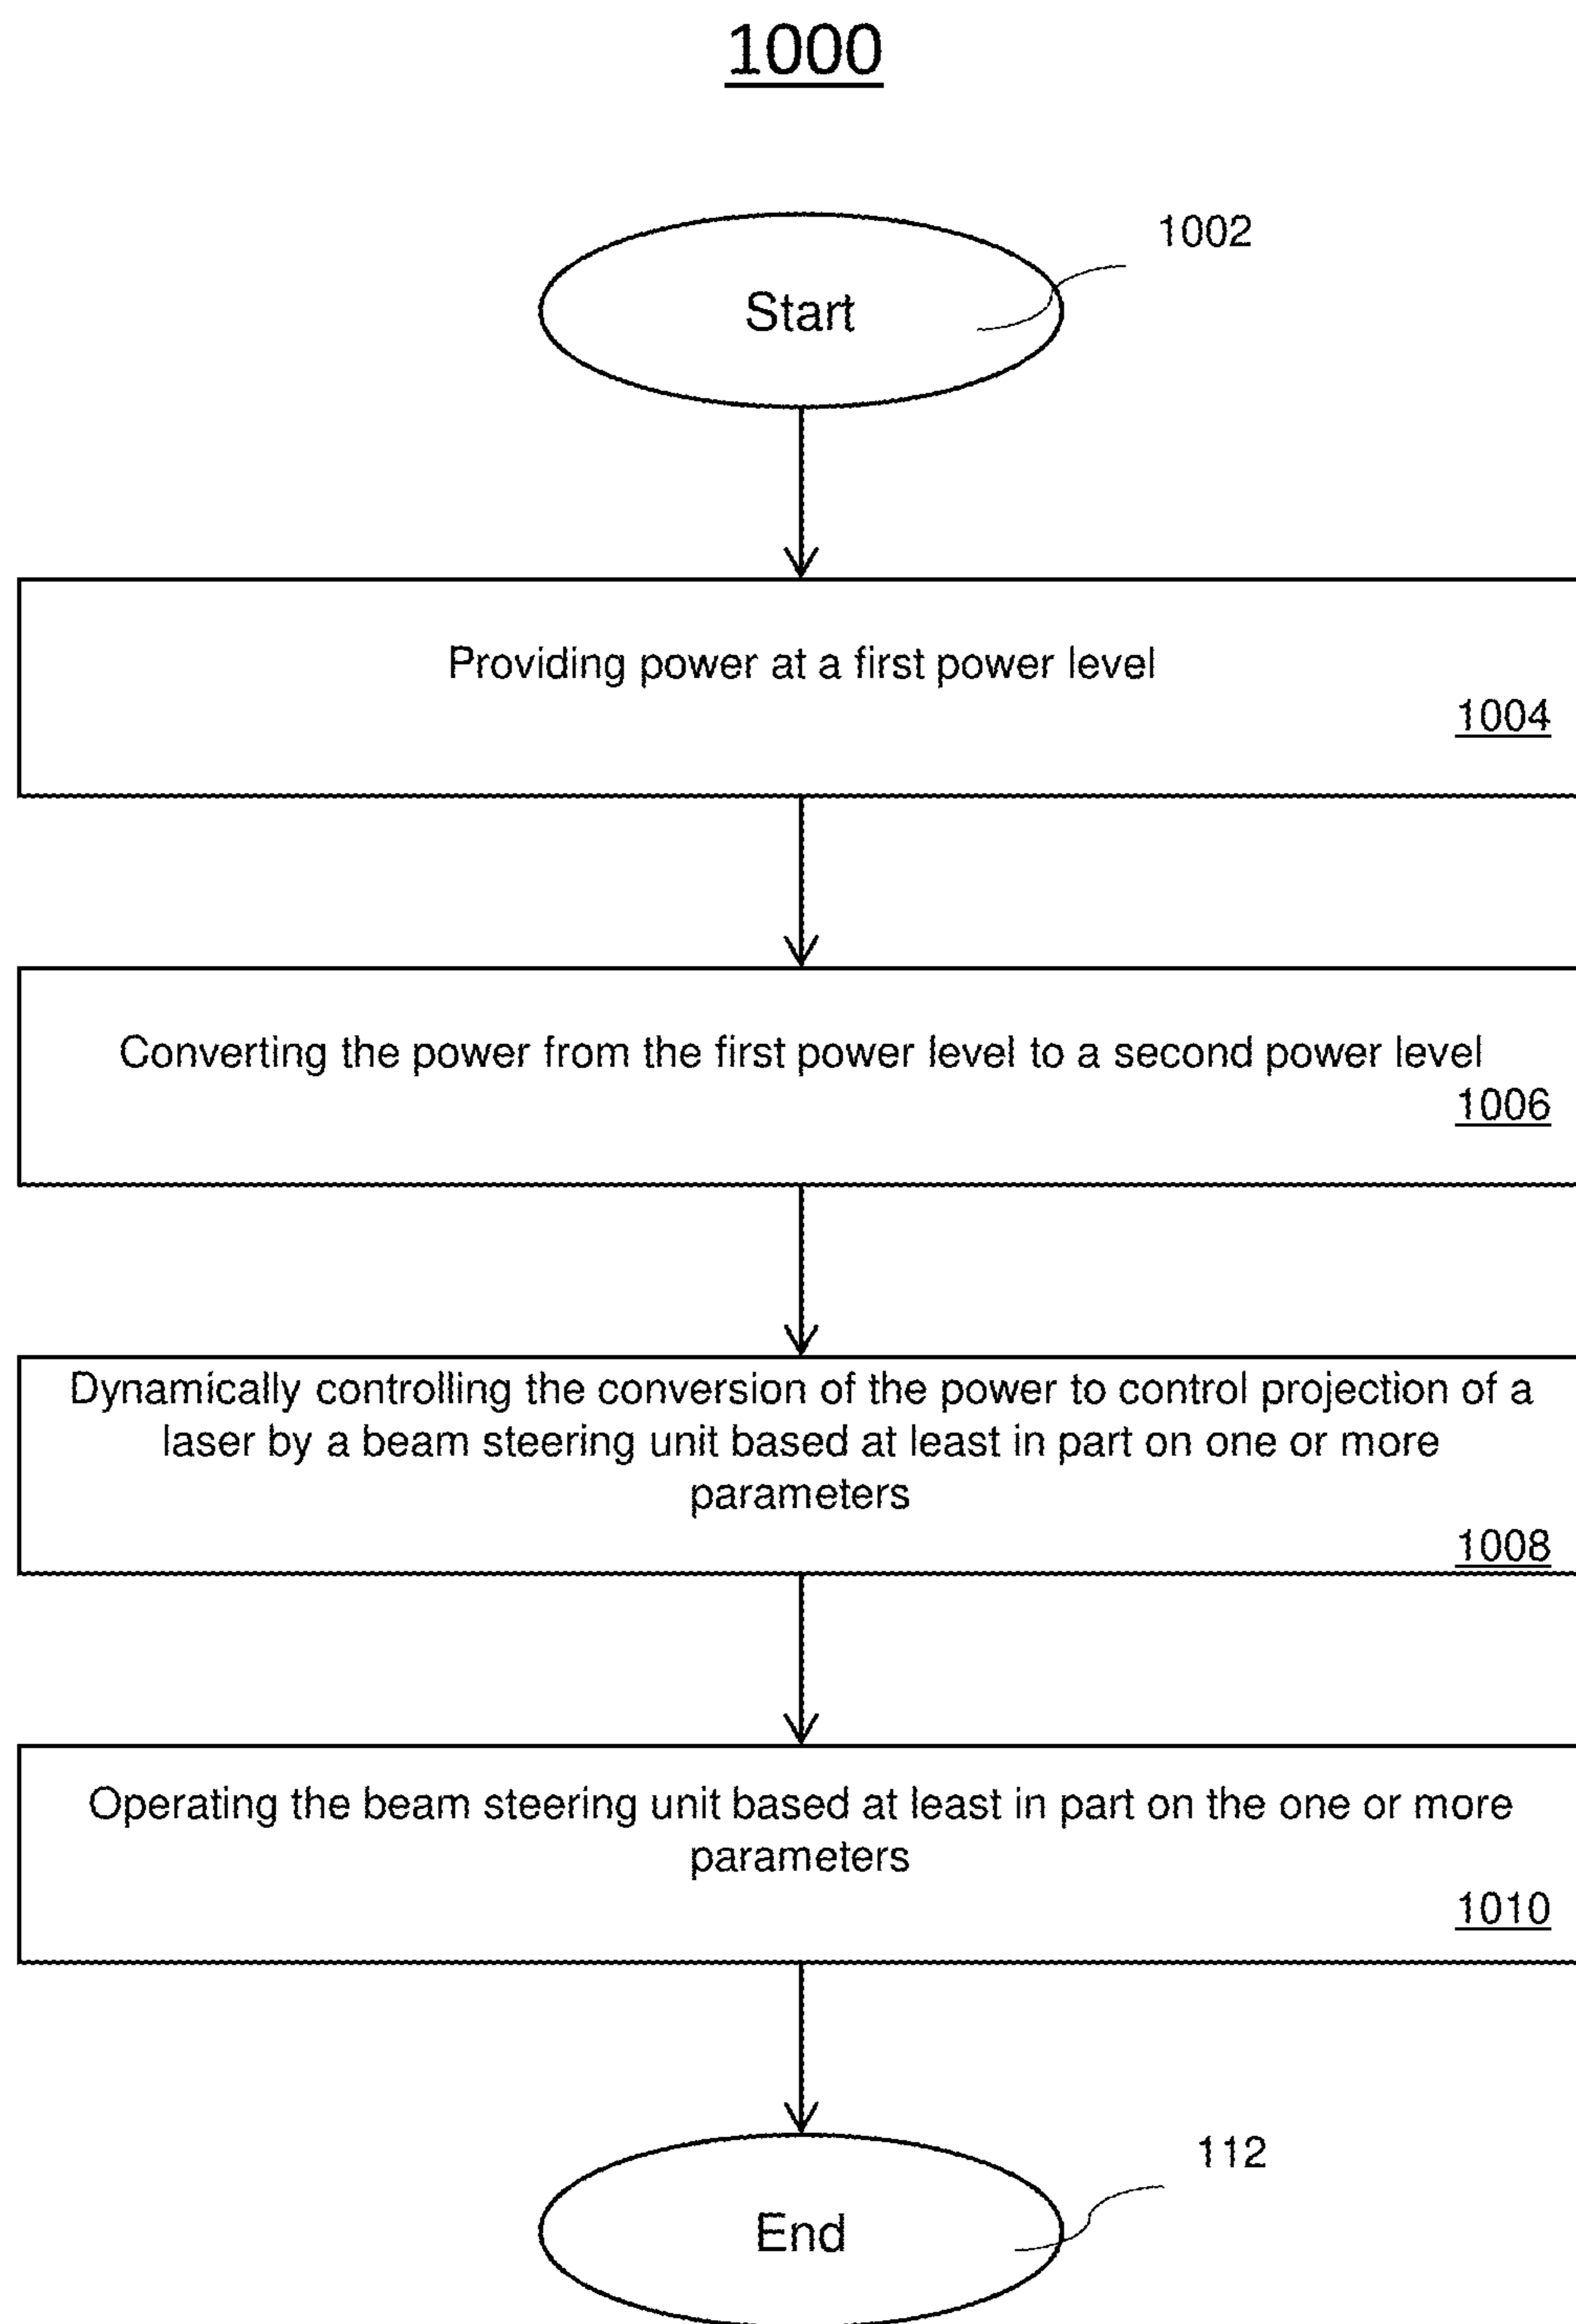 1000
1002
Start
Providing power at a first power level
1004
Converting the power from the first power level to a second power level
1006
Dynamically controlling the conversion of the power to control projection of a
laser by a beam steering unit based at least in part on one or more
parameters
1008
Operating the beam steering unit based at least in part on the one or more
parameters
1010
112
End